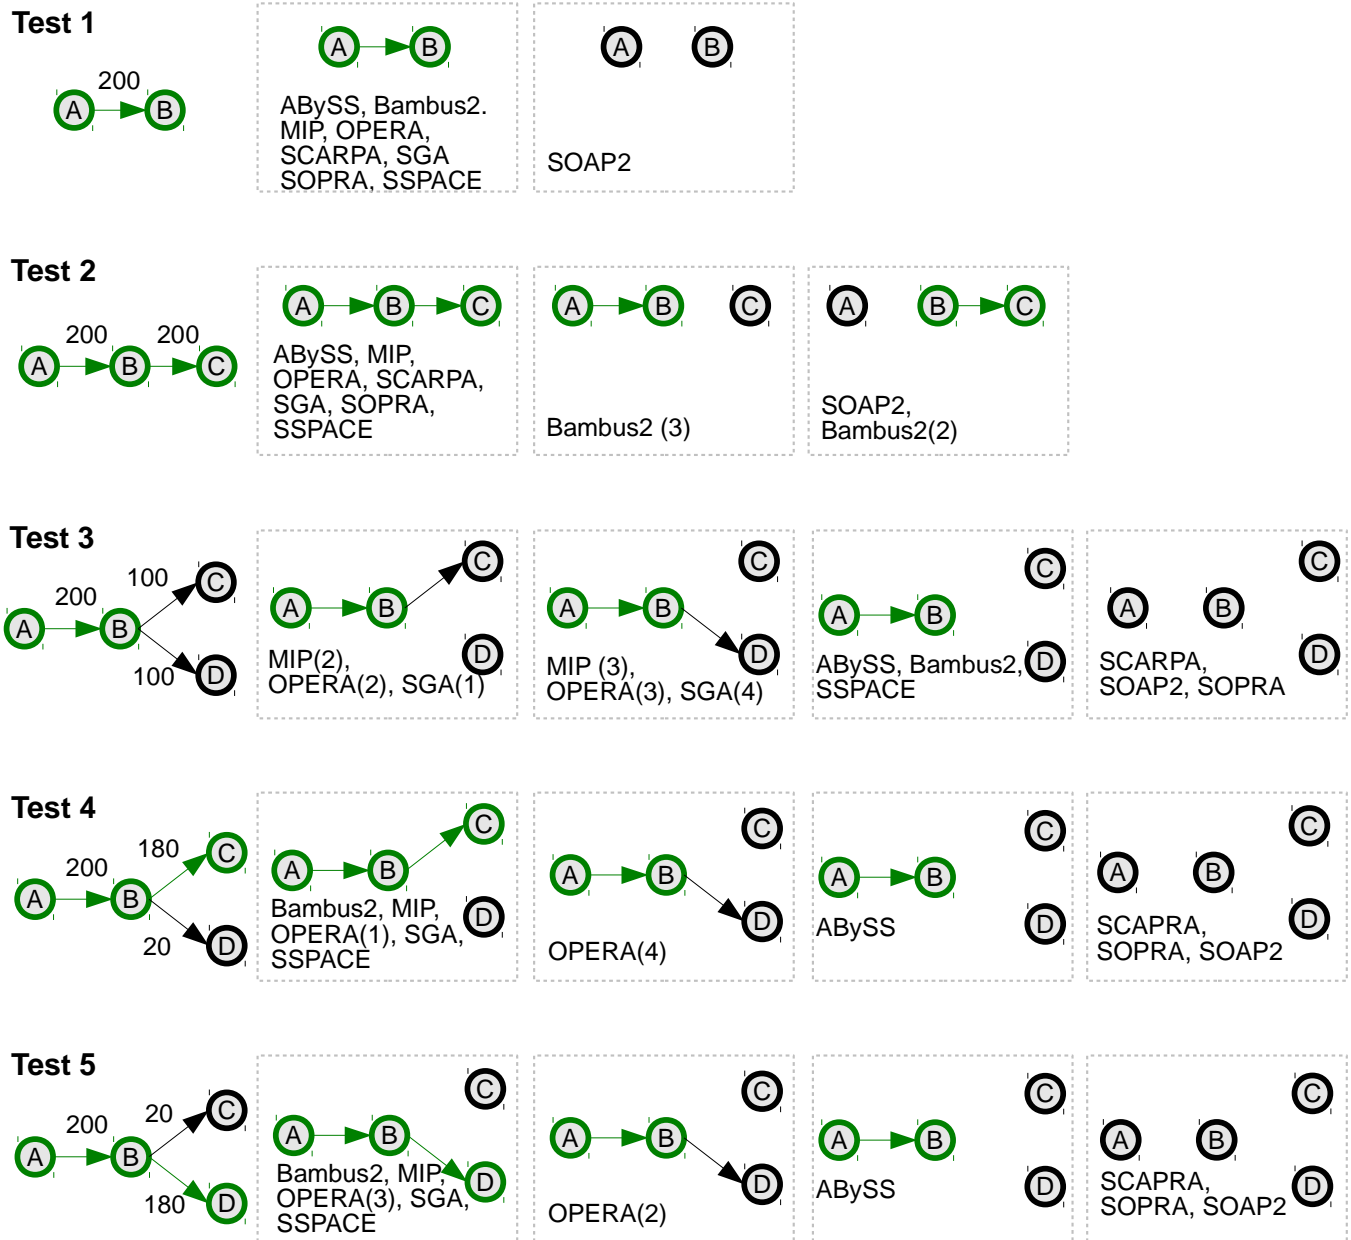 Test 1
200
A
B
A
B
ABySS, Bambus2.
MIP, OPERA,
SCARPA, SGA
SOPRA, SSPACE
A
B
SOAP2
Test 2
200
200
A
B
C
A
B
C
ABySS, MIP,
OPERA, SCARPA,
SGA, SOPRA,
SSPACE
A
B
C
Bambus2 (3)
A
B
C
SOAP2,
Bambus2(2)
Test 3
100
200
100
A
B
C
D
A
B
C
D
MIP(2),
OPERA(2), SGA(1)
A
B
C
D
MIP (3),
OPERA(3), SGA(4)
A
B
C
D
ABySS, Bambus2,
SSPACE
A
B
C
D
SCARPA,
SOAP2, SOPRA
Test 4
180
200
20
A
B
C
D
A
B
C
D
Bambus2, MIP,
OPERA(1), SGA,
SSPACE
A
B
C
D
OPERA(4)
A
B
C
D
ABySS
A
B
C
D
SCAPRA,
SOPRA, SOAP2
Test 5
20
200
180
A
B
C
D
A
B
C
D
Bambus2, MIP,
OPERA(3), SGA,
SSPACE
A
B
C
D
OPERA(2)
A
B
C
D
ABySS
A
B
C
D
SCAPRA,
SOPRA, SOAP2